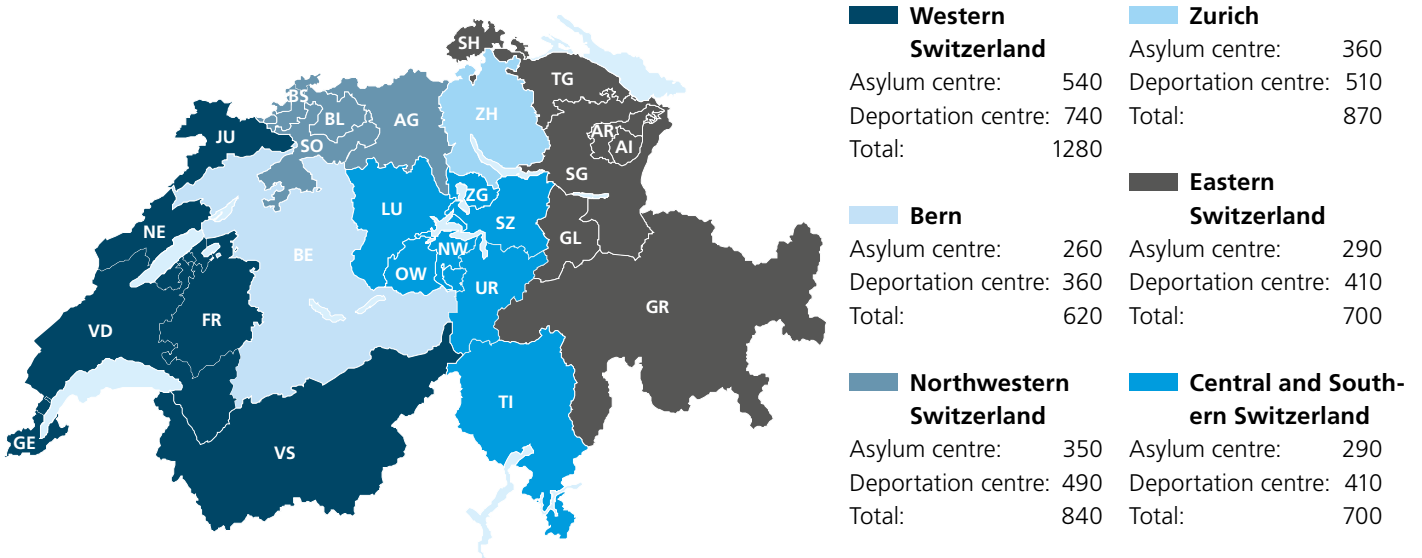 SH
TG
BS
BL
AG
ZH
AR
AI
JU
SO
SG
ZG
LU
SZ
NE
GL
NW
BE
OW
UR
GR
FR
VD
TI
GE
VS
Western
Switzerland
Asylum centre: 540
Deportation centre: 740
Total: 1280
Zurich
Asylum centre: 360
Deportation centre: 510
Total: 870
Bern
Asylum centre: 260
Deportation centre: 360
Total: 620
Eastern
Switzerland
Asylum centre: 290
Deportation centre: 410
Total: 700
Northwestern
Switzerland
Asylum centre: 350
Deportation centre: 490
Total: 840
Central and South-
ern Switzerland
Asylum centre: 290
Deportation centre: 410
Total: 700